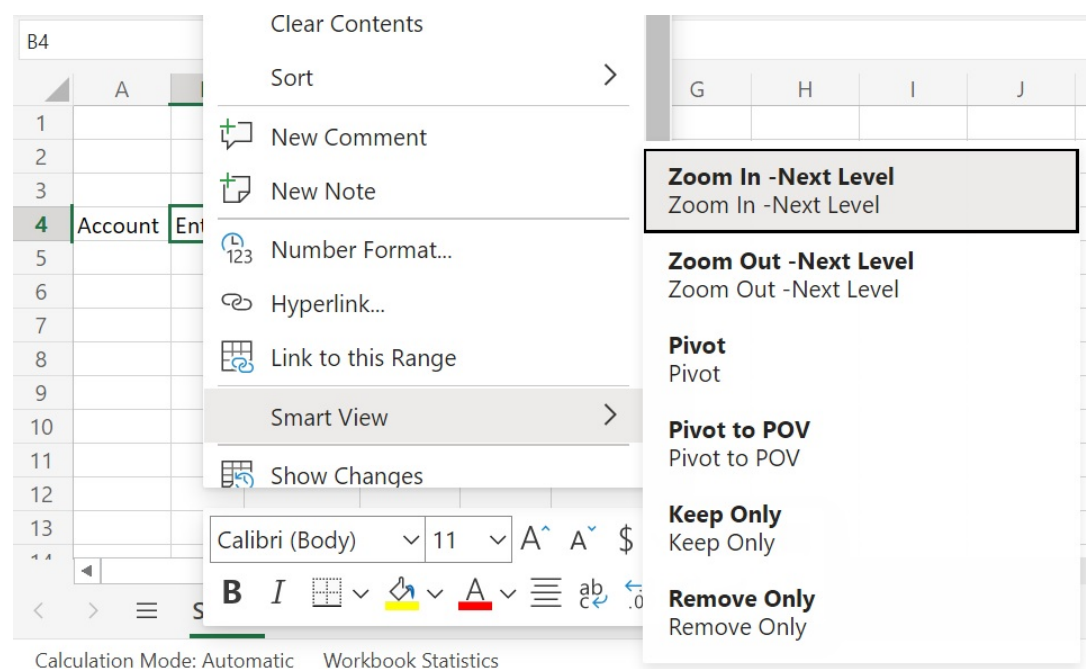 Clear Contents
B4
Sort
A G H I J
1
2
3
4 Account Ent
5
6
7
8
9
10
11
12
13
New Comment
New Note
Number Format...
Hyperlink...
Link to this Range
Smart View
Show Changes
Zoom In -Next Level
Zoom In -Next Level
Zoom Out -Next Level
Zoom Out -Next Level
Pivot
Pivot
Pivot to POV
Pivot to POV
Keep Only
Keep Only
Remove Only
Remove Only
Calibri (Body) 11 A A $
B I A ab
Calculation Mode: Automatic Workbook Statistics